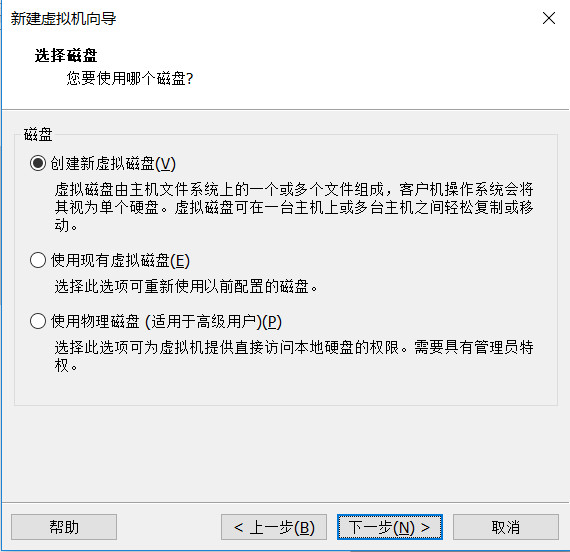 新建虚拟机向导
选择磁盘
您要使用哪个磁盘?
磁盘
创建新虚拟磁盘(V)
虚拟磁盘由主机文件系统上的一个或多个文件组成，客户机操作系统会将
其视为单个硬盘。虚拟磁盘可在一台主机上或多台主机之间轻松复制或移
动。
使用现有虚拟磁盘(E)
选择此选项可重新使用以前配置的磁盘。
使用物理磁盘 (适用于高级用户)(P)
选择此选项可为虚拟机提供直接访问本地硬盘的权限。需要具有管理员特
权。
帮助
< 上一步(B)
下一步(N) >
取消